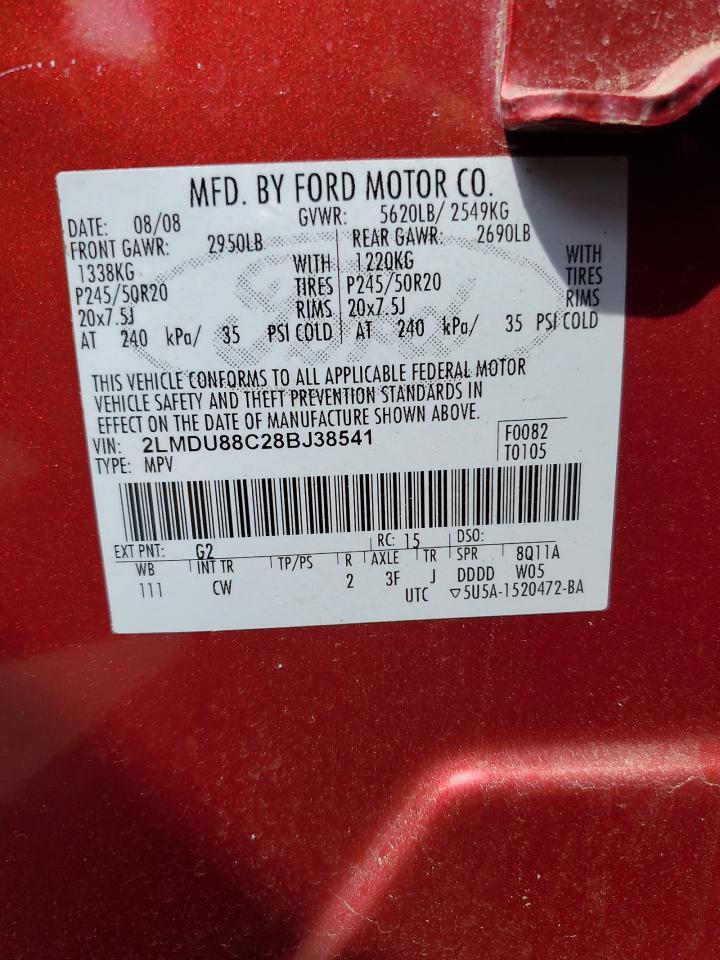 MFD. BY FORD MOTOR CO.
DATE: 08/08 GVWR: 5620LB/ 2549KG
FRONT GAWR: 2950LB REAR GAWR: 2690LB
1338KG WITH 1220KG WITH
P245/50R20 TIRES P245/50R20 TIRES
20x7.5J RIMS 20x7.5J RIMS
AT 240 kPa/ 35 PSI COLD AT 240 kPa/ 35 PSI COLD
Ford
THIS VEHICLE CONFORMS TO ALL APPLICABLE FEDERAL MOTOR
VEHICLE SAFETY AND THEFT PREVENTION STANDARDS IN
EFFECT ON THE DATE OF MANUFACTURE SHOWN ABOVE.
VIN: 2LMDU88C28BJ38541 F0082
TYPE: MPV T0105
EXT PNT: G2 RC: 15 DSO:
WB INT TR TP/PS R AXLE TR SPR 8Q11A
111 CW 2 3F J DDDD W05
UTC ▽5U5A-1520472-BA